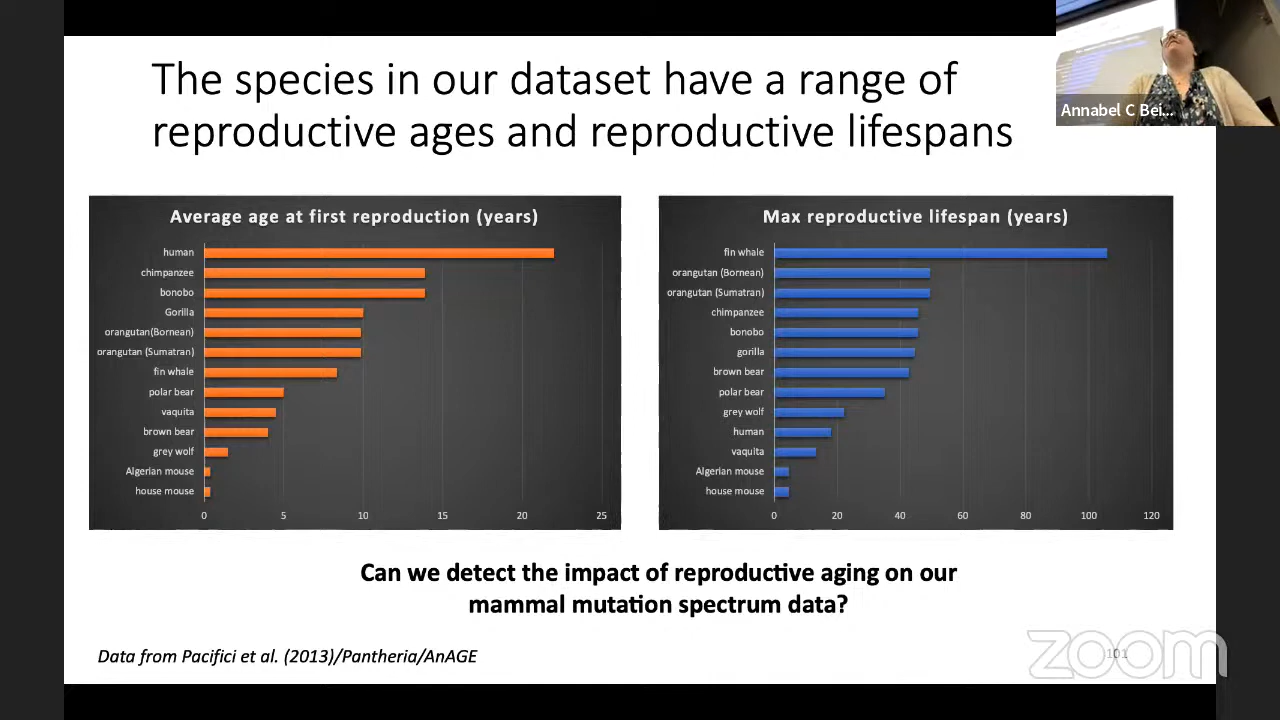 The species in our dataset have a range of
reproductive ages and reproductive lifespans
Annabel C Bei...
Average age at first reproduction (years)
human
chimpanzee
bonobo
Gorilla
orangutan(Bornean)
orangutan (Sumatran)
fin whale
polar bear
vaquita
brown bear
grey wolf
Algerian mouse
house mouse
0 5 10 15 20 25
Max reproductive lifespan (years)
fin whale
orangutan (Bornean)
orangutan (Sumatran)
chimpanzee
bonobo
gorilla
brown bear
polar bear
grey wolf
human
vaquita
Algerian mouse
house mouse
0 20 40 60 80 100 120
Can we detect the impact of reproductive aging on our
mammal mutation spectrum data?
Data from Pacifici et al. (2013)/Pantheria/AnAGE
101
zoom